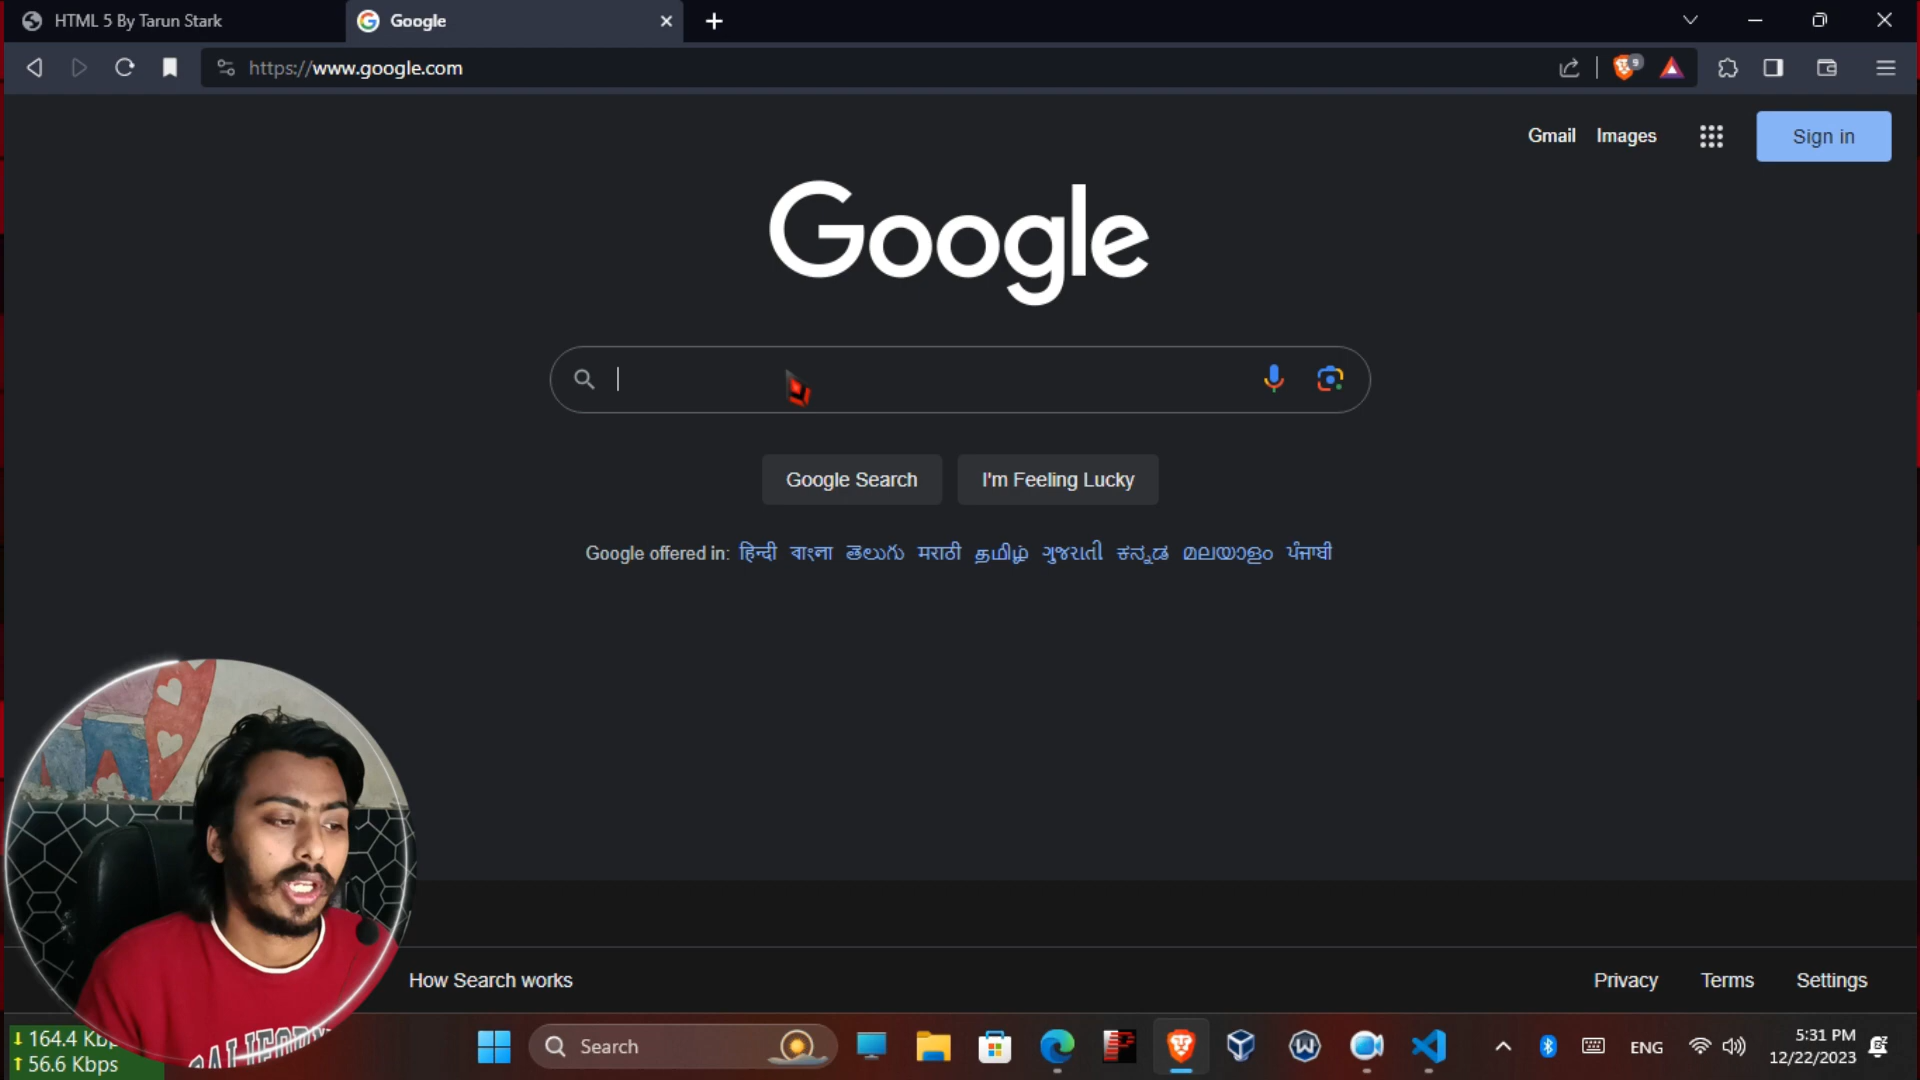 HTML 5 By Tarun Stark
Google
https://www.google.com
9
Gmail Images
Sign in
Google
Google Search
I'm Feeling Lucky
Google offered in: हिन्दी বাংলা తెలుగు मराठी தமிழ் ગુજરાતી ಕನ್ನಡ മലയാളം ਪੰਜਾਬੀ
How Search works
Privacy Terms Settings
CALIFORNIA
164.4
56.6 Kbps
Search
ENG
5:31 PM
12/22/2023